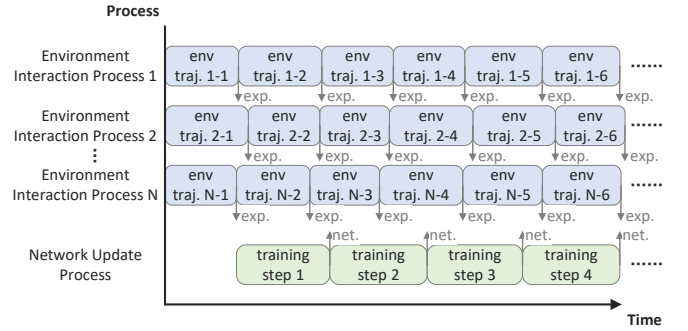 Process
Environment
Interaction Process 1
env
traj. 1-1
env
traj. 1-2
env
traj. 1-3
env
traj. 1-4
env
traj. 1-5
env
traj. 1-6
......
exp.
exp.
exp.
exp.
exp.
exp.
Environment
Interaction Process 2
env
traj. 2-1
env
traj. 2-2
env
traj. 2-3
env
traj. 2-4
env
traj. 2-5
env
traj. 2-6
......
exp.
exp.
exp.
exp.
exp.
exp.
Environment
Interaction Process N
env
traj. N-1
env
traj. N-2
env
traj. N-3
env
traj. N-4
env
traj. N-5
env
traj. N-6
......
exp.
exp.
exp.
exp.
exp.
exp.
net.
net.
net.
net.
Network Update
Process
training
step 1
training
step 2
training
step 3
training
step 4
......
Time